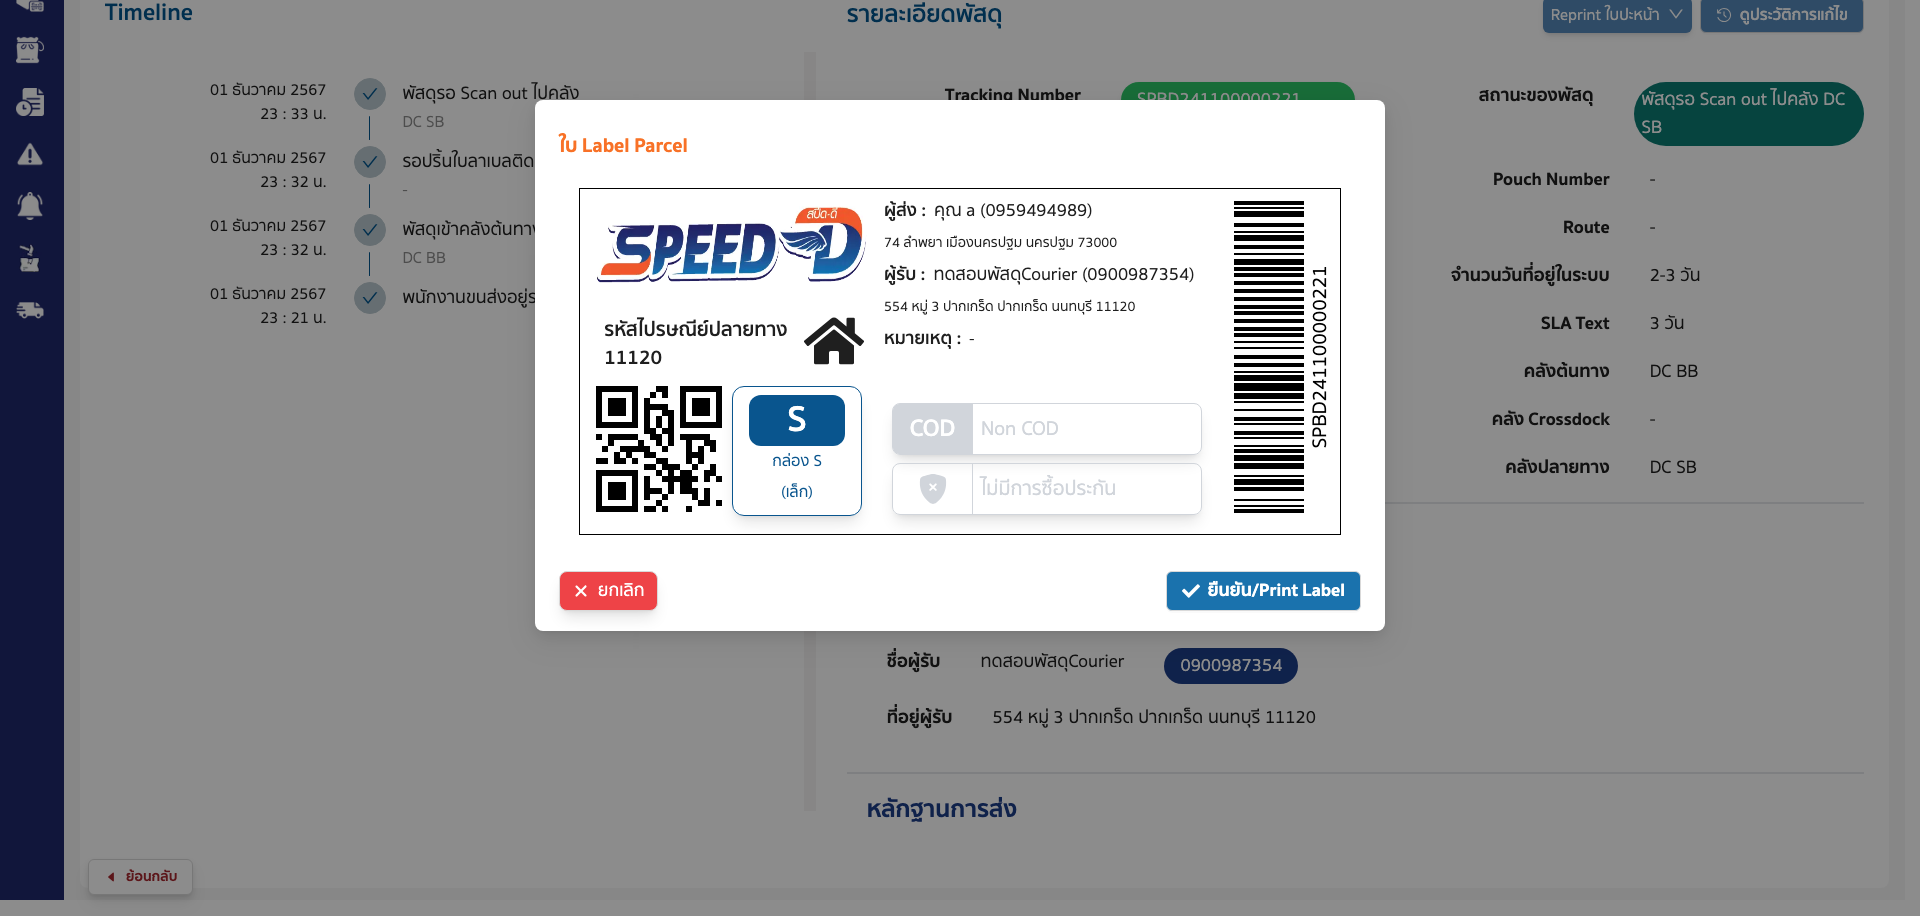 Timeline
01 ธันวาคม 2567
23 : 33 น.
พัสดุรอ Scan out ไปคลัง
DC SB
01 ธันวาคม 2567
23 : 32 น.
รอปริ้นใบลาเบลติด
-
01 ธันวาคม 2567
23 : 32 น.
พัสดุเข้าคลังต้นทาง
DC BB
01 ธันวาคม 2567
23 : 21 น.
พนักงานขนส่งอยู่ร
ย้อนกลับ
รายละเอียดพัสดุ
Reprint ใบปะหน้า
ดูประวัติการแก้ไข
Tracking Number
SPBD241100000221
สถานะของพัสดุ
พัสดุรอ Scan out ไปคลัง DC
SB
Pouch Number -
Route -
จำนวนวันที่อยู่ในระบบ 2-3 วัน
SLA Text 3 วัน
คลังต้นทาง DC BB
คลัง Crossdock -
คลังปลายทาง DC SB
ใบ Label Parcel
สปีด-ดี
SPEED D
รหัสไปรษณีย์ปลายทาง
11120
S
กล่อง S
(เล็ก)
ผู้ส่ง : คุณ a (0959494989)
74 ลำพยา เมืองนครปฐม นครปฐม 73000
ผู้รับ : ทดสอบพัสดุCourier (0900987354)
554 หมู่ 3 ปากเกร็ด ปากเกร็ด นนทบุรี 11120
หมายเหตุ : -
COD Non COD
ไม่มีการซื้อประกัน
SPBD241100000221
ยกเลิก
ยืนยัน/Print Label
ชื่อผู้รับ ทดสอบพัสดุCourier 0900987354
ที่อยู่ผู้รับ 554 หมู่ 3 ปากเกร็ด ปากเกร็ด นนทบุรี 11120
หลักฐานการส่ง